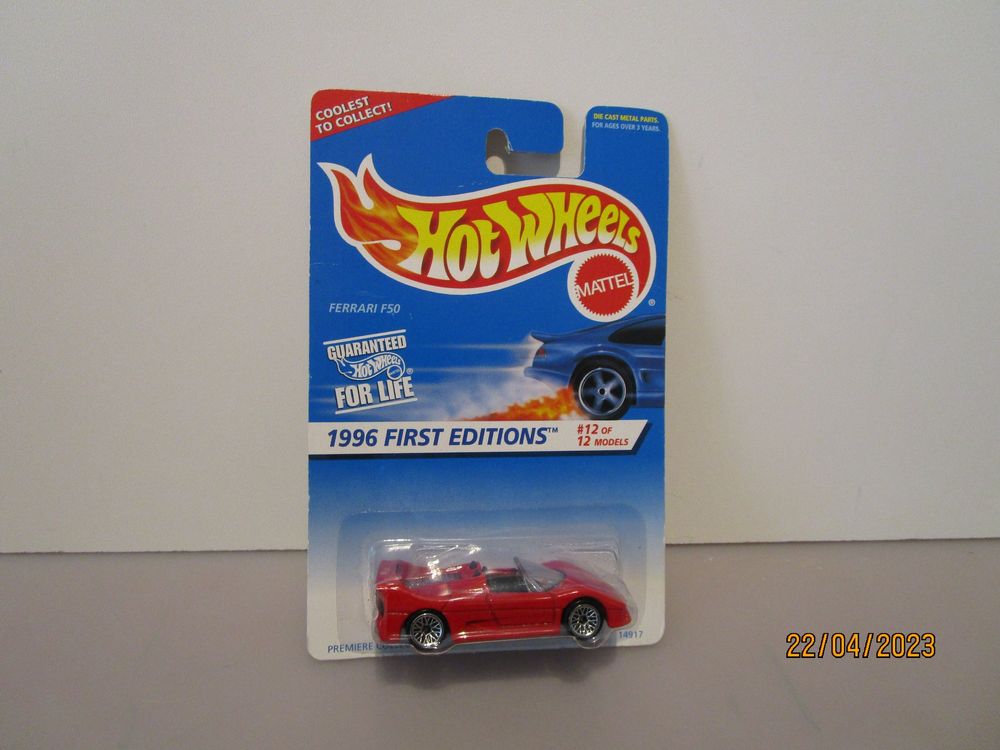 COOLEST
TO COLLECT!
DIE CAST METAL PARTS.
FOR AGES OVER 3 YEARS.
HOT WHEELS
MATTEL
®
FERRARI F50
GUARANTEED
HOT WHEELS ®
FOR LIFE
1996 FIRST EDITIONS™
#12 OF
12 MODELS
PREMIERE
14917
22/04/2023